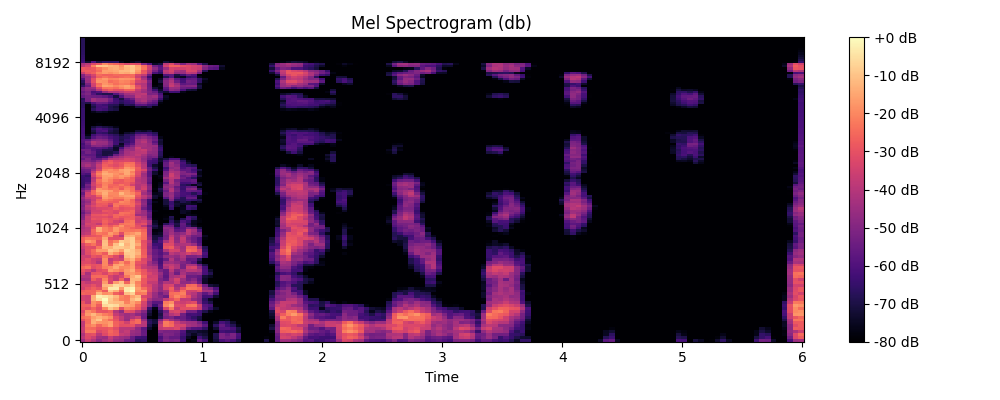 Mel Spectrogram (db)
Hz
8192
4096
2048
1024
512
0
0 1 2 3 4 5 6
Time
+0 dB
-10 dB
-20 dB
-30 dB
-40 dB
-50 dB
-60 dB
-70 dB
-80 dB